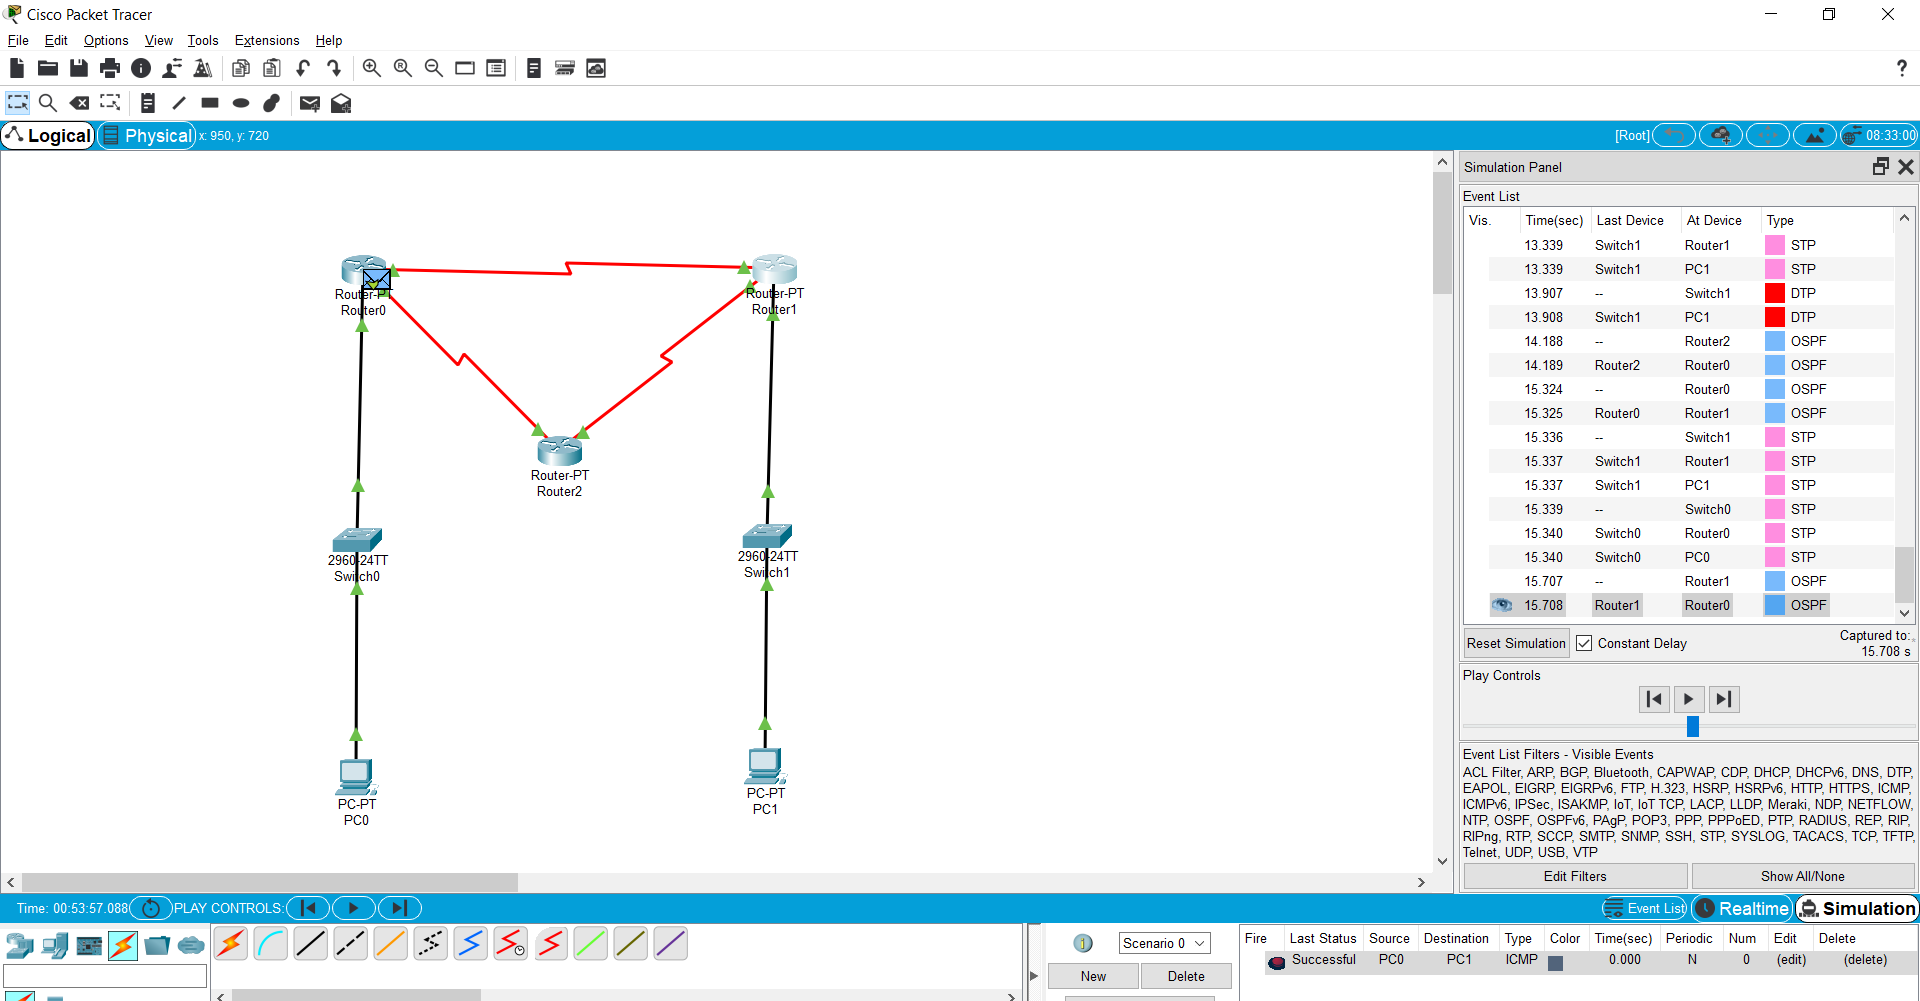 Cisco Packet Tracer
File Edit Options View Tools Extensions Help
?
Logical Physical x: 950, y: 720 [Root] 08:33:00
Simulation Panel
Event List
Vis. Time(sec) Last Device At Device Type
13.339 Switch1 Router1 STP
13.339 Switch1 PC1 STP
13.907 -- Switch1 DTP
13.908 Switch1 PC1 DTP
14.188 -- Router2 OSPF
14.189 Router2 Router0 OSPF
15.324 -- Router0 OSPF
15.325 Router0 Router1 OSPF
15.336 -- Switch1 STP
15.337 Switch1 Router1 STP
15.337 Switch1 PC1 STP
15.339 -- Switch0 STP
15.340 Switch0 Router0 STP
15.340 Switch0 PC0 STP
15.707 -- Router1 OSPF
15.708 Router1 Router0 OSPF
Reset Simulation Constant Delay
Captured to:
15.708 s
Play Controls
Event List Filters - Visible Events
ACL Filter, ARP, BGP, Bluetooth, CAPWAP, CDP, DHCP, DHCPv6, DNS, DTP,
EAPOL, EIGRP, EIGRPv6, FTP, H.323, HSRP, HSRPv6, HTTP, HTTPS, ICMP,
ICMPv6, IPSec, ISAKMP, IoT, IoT TCP, LACP, LLDP, Meraki, NDP, NETFLOW,
NTP, OSPF, OSPFv6, PAgP, POP3, PPP, PPPoED, PTP, RADIUS, REP, RIP,
RIPng, RTP, SCCP, SMTP, SNMP, SSH, STP, SYSLOG, TACACS, TCP, TFTP,
Telnet, UDP, USB, VTP
Edit Filters Show All/None
Router-PT
Router0
Router-PT
Router1
Router-PT
Router2
2960-24TT
Switch0
2960-24TT
Switch1
PC-PT
PC0
PC-PT
PC1
Time: 00:53:57.088 PLAY CONTROLS: Event List Realtime Simulation
1 Scenario 0
New Delete
Fire Last Status Source Destination Type Color Time(sec) Periodic Num Edit Delete
Successful PC0 PC1 ICMP 0.000 N 0 (edit) (delete)